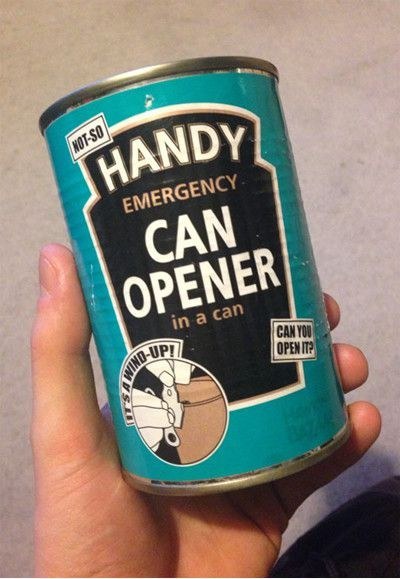 NOT-SO
HANDY
EMERGENCY
CAN
OPENER
in a can
CAN YOU
OPEN IT?
IT'S A WIND-UP!